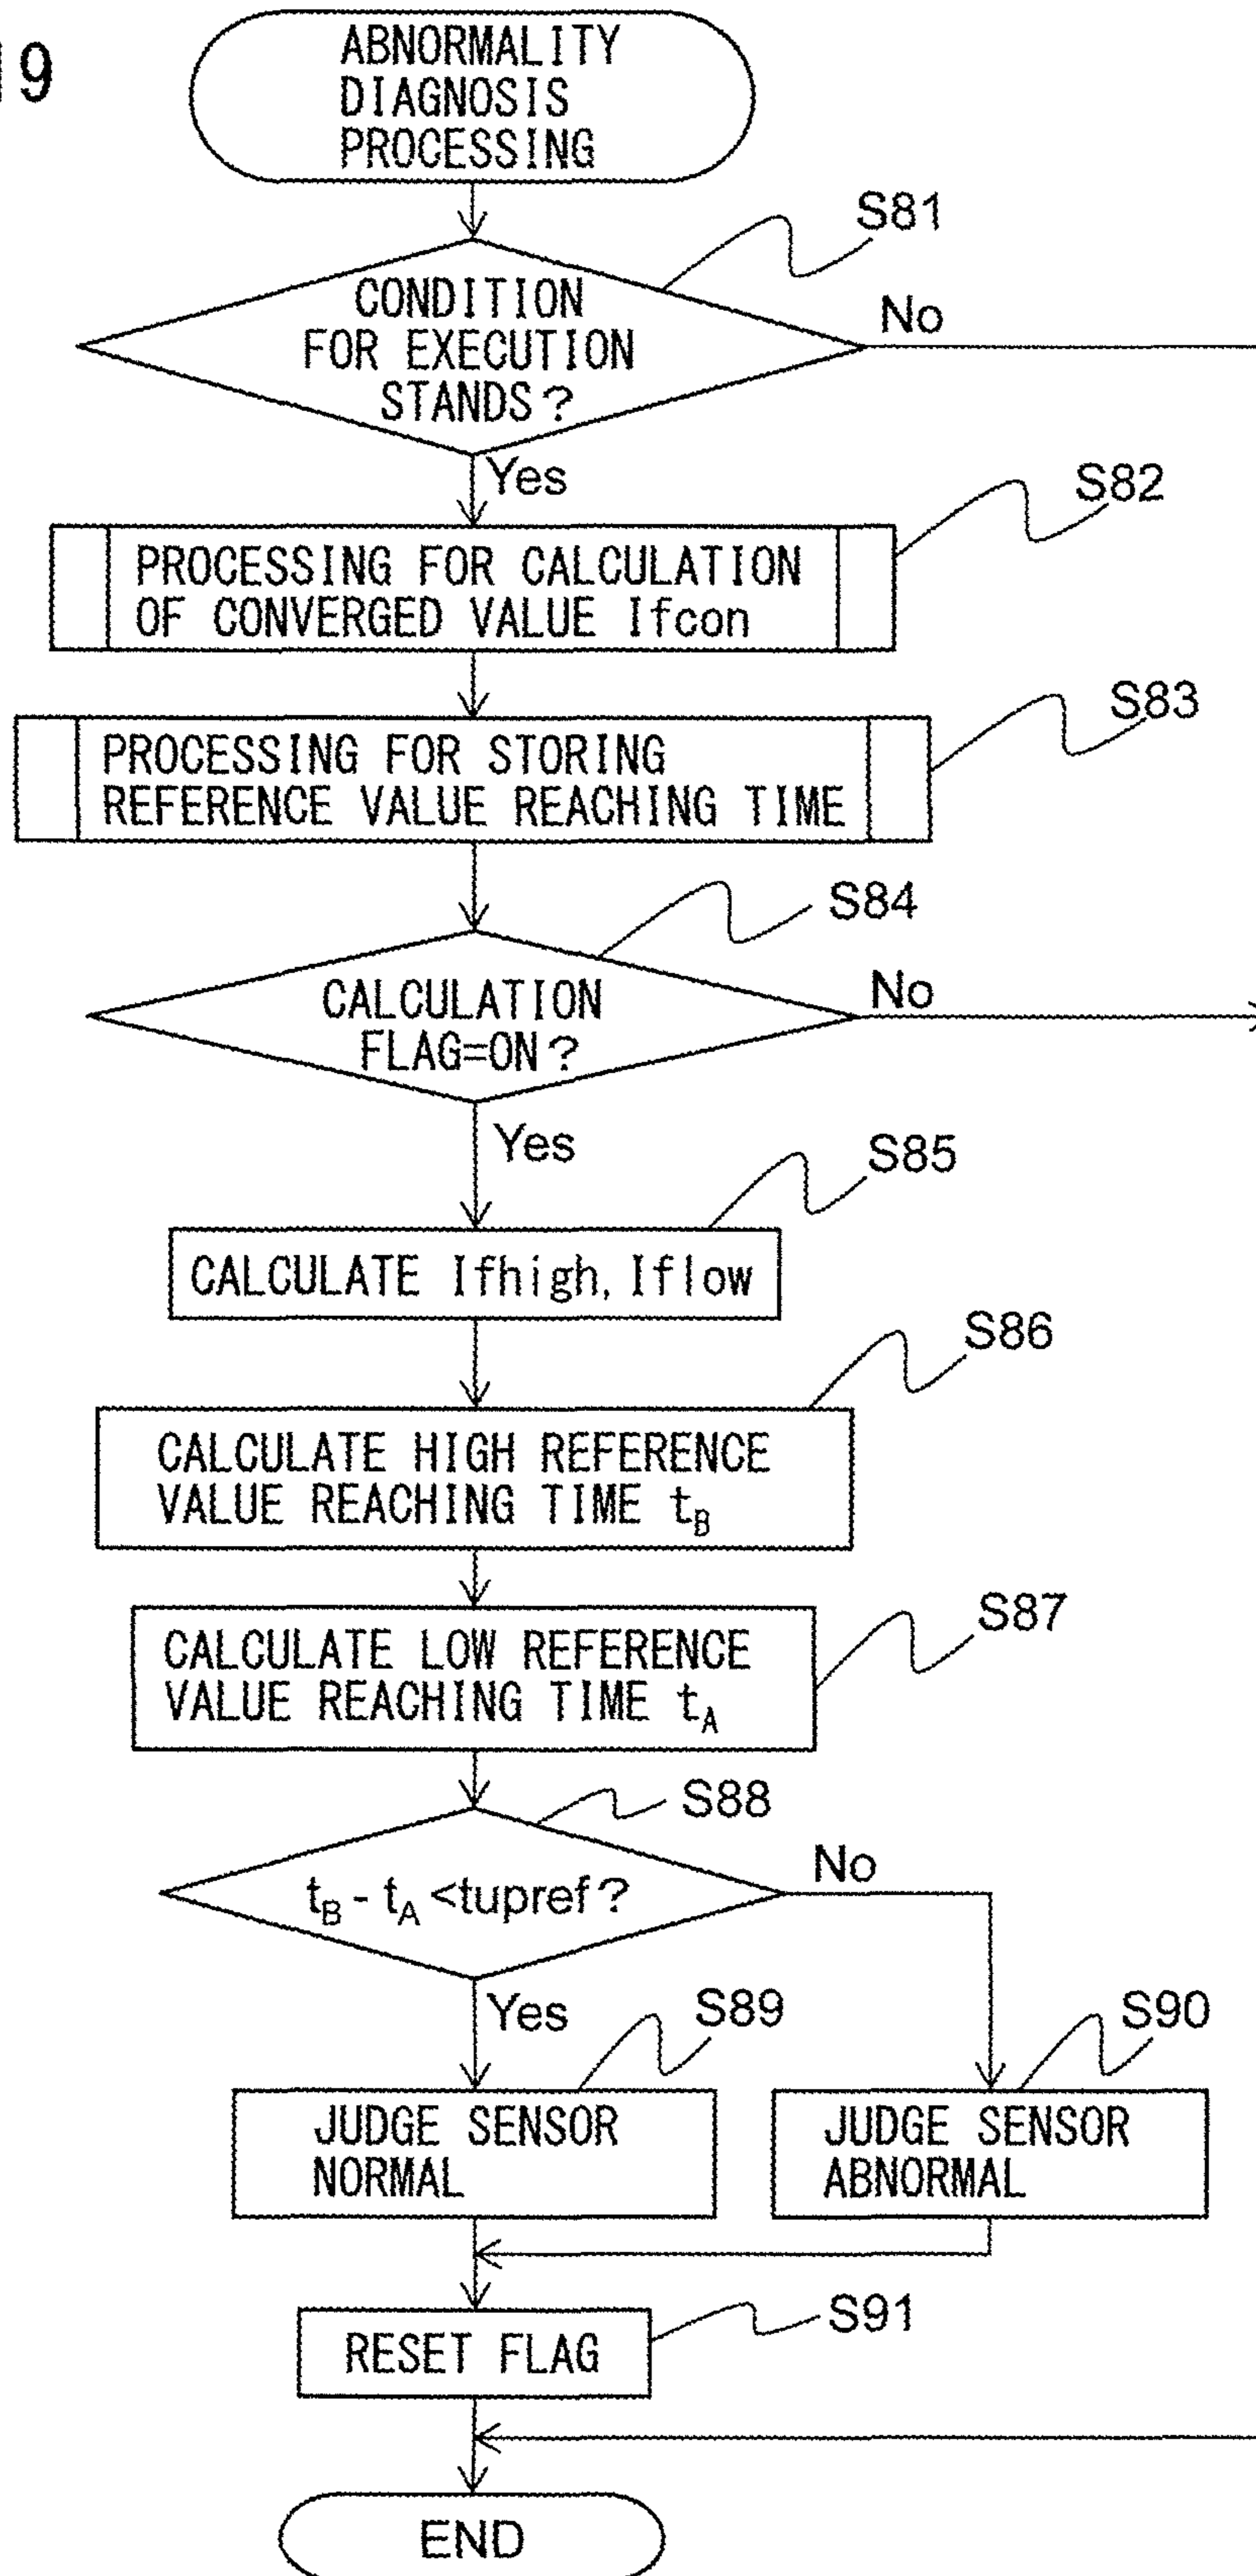 19
ABNORMALITY
DIAGNOSIS
PROCESSING
S81
CONDITION
FOR EXECUTION
STANDS?
No
Yes
S82
PROCESSING FOR CALCULATION
OF CONVERGED VALUE Ifcon
S83
PROCESSING FOR STORING
REFERENCE VALUE REACHING TIME
S84
CALCULATION
FLAG=ON?
No
Yes
S85
CALCULATE Ifhigh, Iflow
S86
CALCULATE HIGH REFERENCE
VALUE REACHING TIME tB
S87
CALCULATE LOW REFERENCE
VALUE REACHING TIME tA
S88
tB - tA <tupref?
No
Yes
S89
S90
JUDGE SENSOR
NORMAL
JUDGE SENSOR
ABNORMAL
S91
RESET FLAG
END